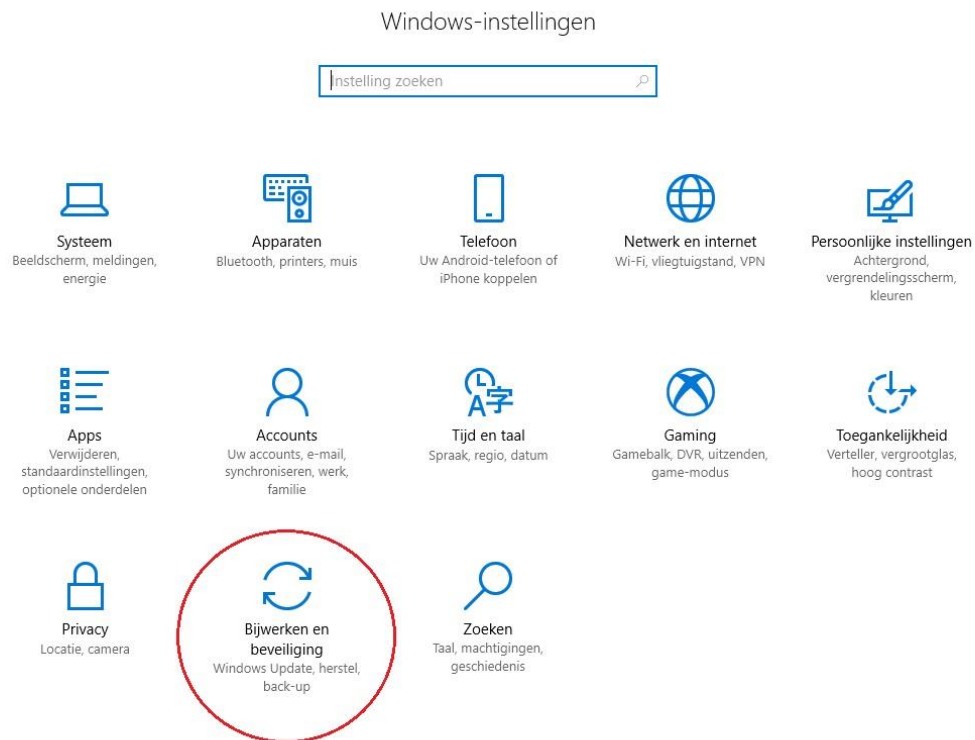 Windows-instellingen
Instelling zoeken
Systeem
Beeldscherm, meldingen,
energie
Apparaten
Bluetooth, printers, muis
Telefoon
Uw Android-telefoon of
iPhone koppelen
Netwerk en internet
Wi-Fi, vliegtuigstand, VPN
Persoonlijke instellingen
Achtergrond,
vergrendelingsscherm,
kleuren
Apps
Verwijderen,
standaardinstellingen,
optionele onderdelen
Accounts
Uw accounts, e-mail,
synchroniseren, werk,
familie
A字
Tijd en taal
Spraak, regio, datum
Gaming
Gamebalk, DVR, uitzenden,
game-modus
Toegankelijkheid
Verteller, vergrootglas,
hoog contrast
Privacy
Locatie, camera
Bijwerken en
beveiliging
Windows Update, herstel,
back-up
Zoeken
Taal, machtigingen,
geschiedenis